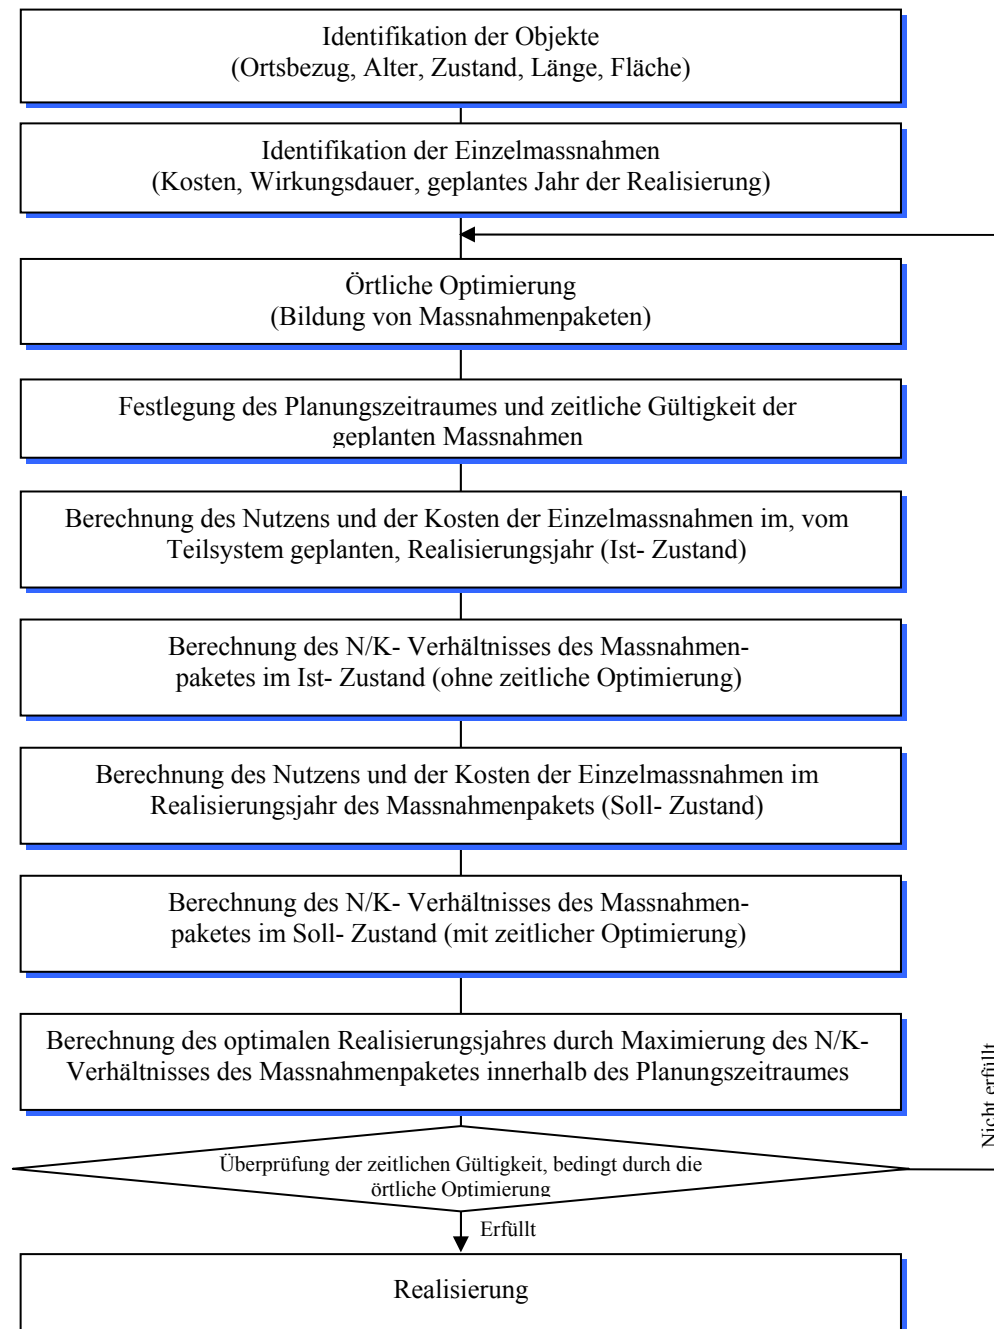 Identifikation der Objekte
(Ortsbezug, Alter, Zustand, Länge, Fläche)
Identifikation der Einzelmassnahmen
(Kosten, Wirkungsdauer, geplantes Jahr der Realisierung)
Örtliche Optimierung
(Bildung von Massnahmenpaketen)
Festlegung des Planungszeitraumes und zeitliche Gültigkeit der
geplanten Massnahmen
Berechnung des Nutzens und der Kosten der Einzelmassnahmen im, vom
Teilsystem geplanten, Realisierungsjahr (Ist- Zustand)
Berechnung des N/K- Verhältnisses des Massnahmen-
paketes im Ist- Zustand (ohne zeitliche Optimierung)
Berechnung des Nutzens und der Kosten der Einzelmassnahmen im
Realisierungsjahr des Massnahmenpakets (Soll- Zustand)
Berechnung des N/K- Verhältnisses des Massnahmen-
paketes im Soll- Zustand (mit zeitlicher Optimierung)
Berechnung des optimalen Realisierungsjahres durch Maximierung des N/K-
Verhältnisses des Massnahmenpaketes innerhalb des Planungszeitraumes
Nicht erfüllt
Überprüfung der zeitlichen Gültigkeit, bedingt durch die
örtliche Optimierung
Erfüllt
Realisierung